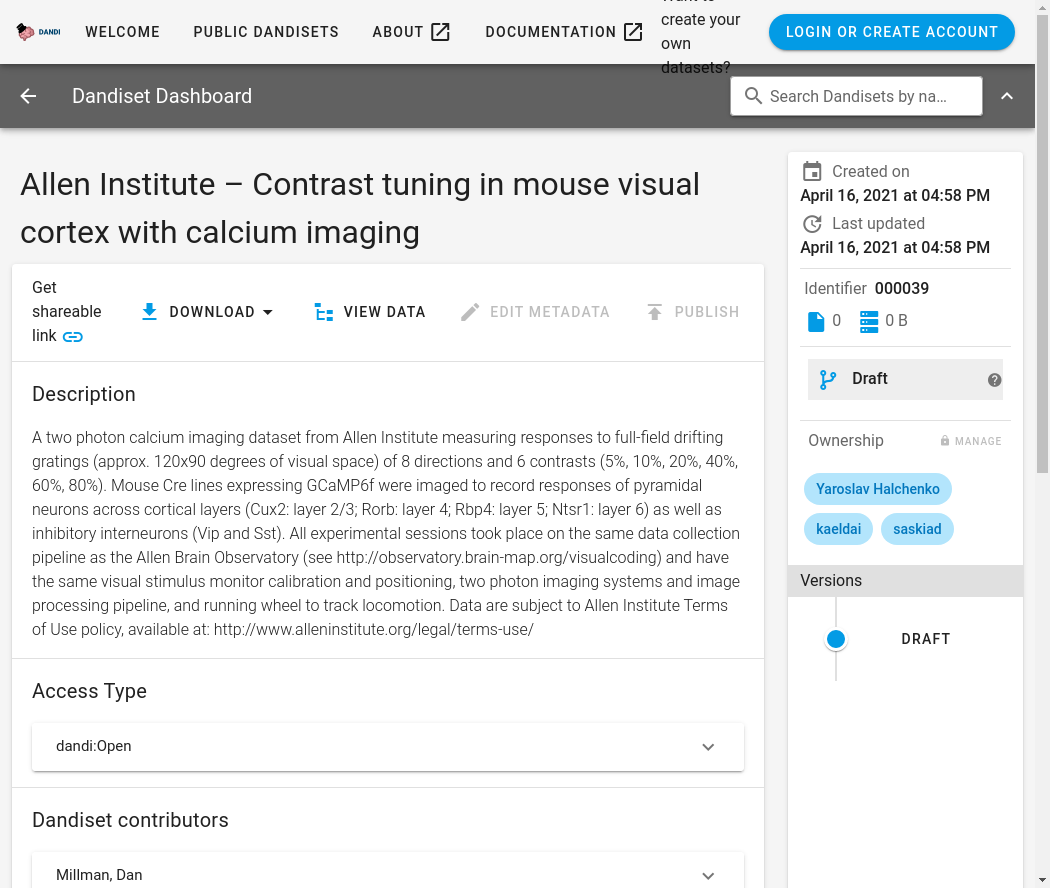 DANDI
WELCOME
PUBLIC DANDISETS
ABOUT
DOCUMENTATION
create your
own
datasets?
LOGIN OR CREATE ACCOUNT
Dandiset Dashboard
Search Dandisets by na...
Allen Institute – Contrast tuning in mouse visual
cortex with calcium imaging
Get
shareable
link
DOWNLOAD
VIEW DATA
EDIT METADATA
PUBLISH
Description
A two photon calcium imaging dataset from Allen Institute measuring responses to full-field drifting
gratings (approx. 120x90 degrees of visual space) of 8 directions and 6 contrasts (5%, 10%, 20%, 40%,
60%, 80%). Mouse Cre lines expressing GCaMP6f were imaged to record responses of pyramidal
neurons across cortical layers (Cux2: layer 2/3; Rorb: layer 4; Rbp4: layer 5; Ntsr1: layer 6) as well as
inhibitory interneurons (Vip and Sst). All experimental sessions took place on the same data collection
pipeline as the Allen Brain Observatory (see http://observatory.brain-map.org/visualcoding) and have
the same visual stimulus monitor calibration and positioning, two photon imaging systems and image
processing pipeline, and running wheel to track locomotion. Data are subject to Allen Institute Terms
of Use policy, available at: http://www.alleninstitute.org/legal/terms-use/
Access Type
dandi:Open
Dandiset contributors
Millman, Dan
Created on
April 16, 2021 at 04:58 PM
Last updated
April 16, 2021 at 04:58 PM
Identifier 000039
0
0 B
Draft
Ownership
MANAGE
Yaroslav Halchenko
kaeldai
saskiad
Versions
DRAFT